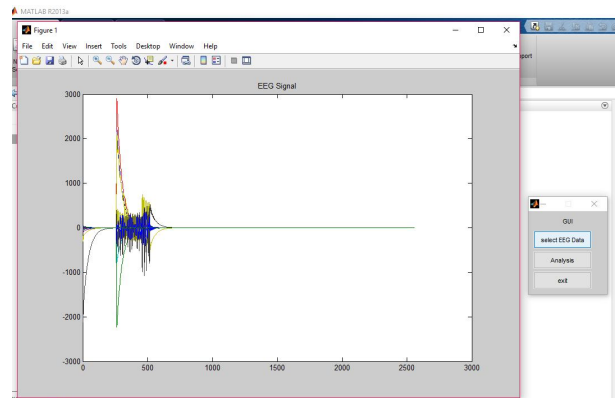 MATLAB R2013a
Figure 1
File Edit View Insert Tools Desktop Window Help
EEG Signal
3000
2000
1000
0
-1000
-2000
-3000
0 500 1000 1500 2000 2500 3000
GUI
select EEG Data
Analysis
exit